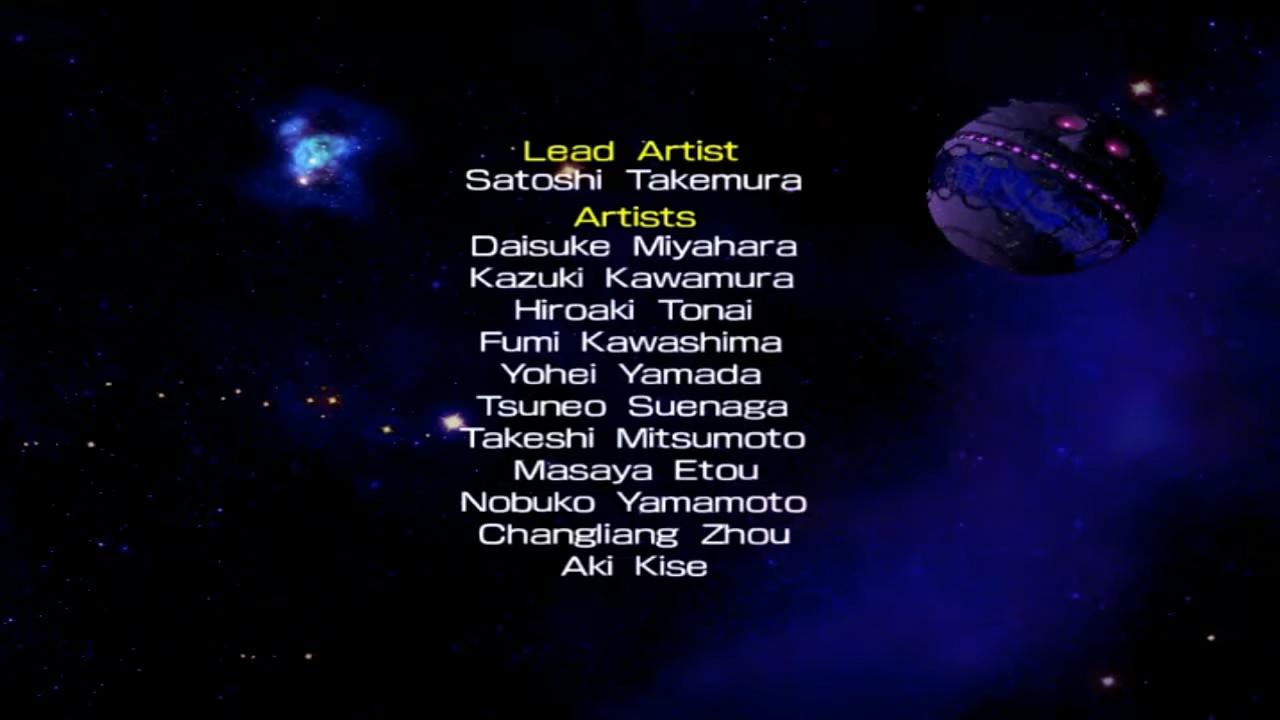 Lead Artist
Satoshi Takemura
Artists
Daisuke Miyahara
Kazuki Kawamura
Hiroaki Tonai
Fumi Kawashima
Yohei Yamada
Tsuneo Suenaga
Takeshi Mitsumoto
Masaya Etou
Nobuko Yamamoto
Changliang Zhou
Aki Kise